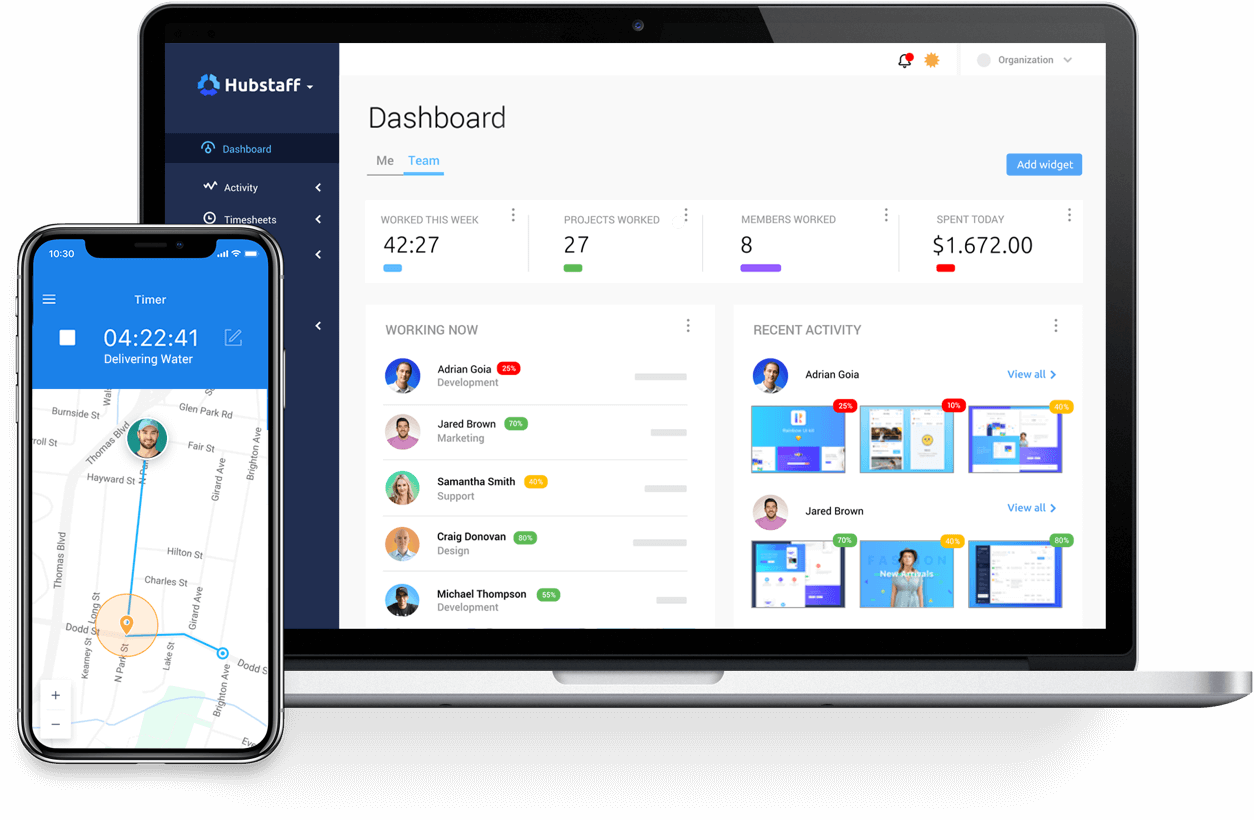 Hubstaff
Dashboard
Activity
Timesheets
Organization
Dashboard
Me Team
Add widget
WORKED THIS WEEK
42:27
PROJECTS WORKED
27
MEMBERS WORKED
8
SPENT TODAY
$1.672.00
WORKING NOW
Adrian Goia 25%
Development
Jared Brown 70%
Marketing
Samantha Smith 40%
Support
Craig Donovan 80%
Design
Michael Thompson 55%
Development
RECENT ACTIVITY
Adrian Goia
View all
25%
10%
40%
Jared Brown
View all
70%
40%
80%
FASHION
New Arrivals
10:30
Timer
04:22:41
Delivering Water
Burnside St
Glen Park Rd
Thomas Blvd
Fair St
Brighton Ave
Hayward St
Girard Ave
Hilton St
Thomas Blvd
Charles St
Long St
Girard Ave
Dodd St
Kearney St
N Park St
Lake St
Dodd S
Brighton Ave
+
−